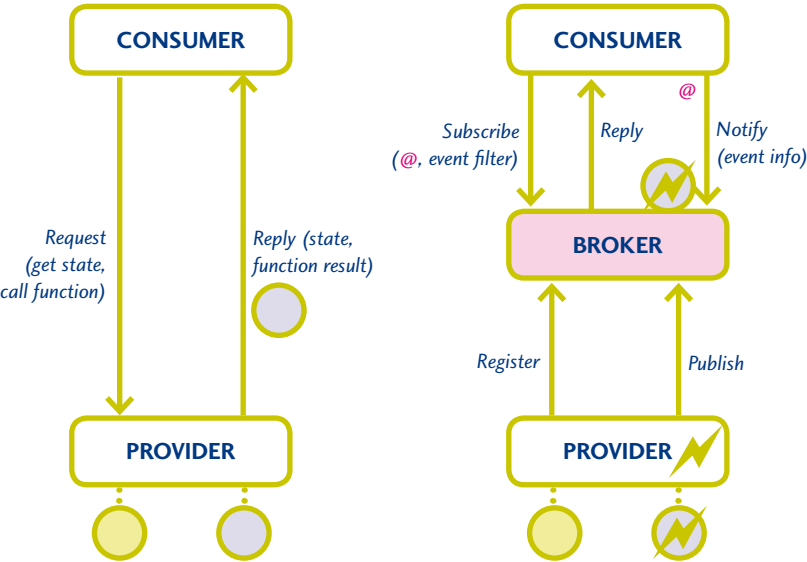 CONSUMER
Request
(get state,
call function)
Reply (state,
function result)
PROVIDER
CONSUMER
@
Subscribe
(@, event filter)
Reply
Notify
(event info)
BROKER
Register
Publish
PROVIDER